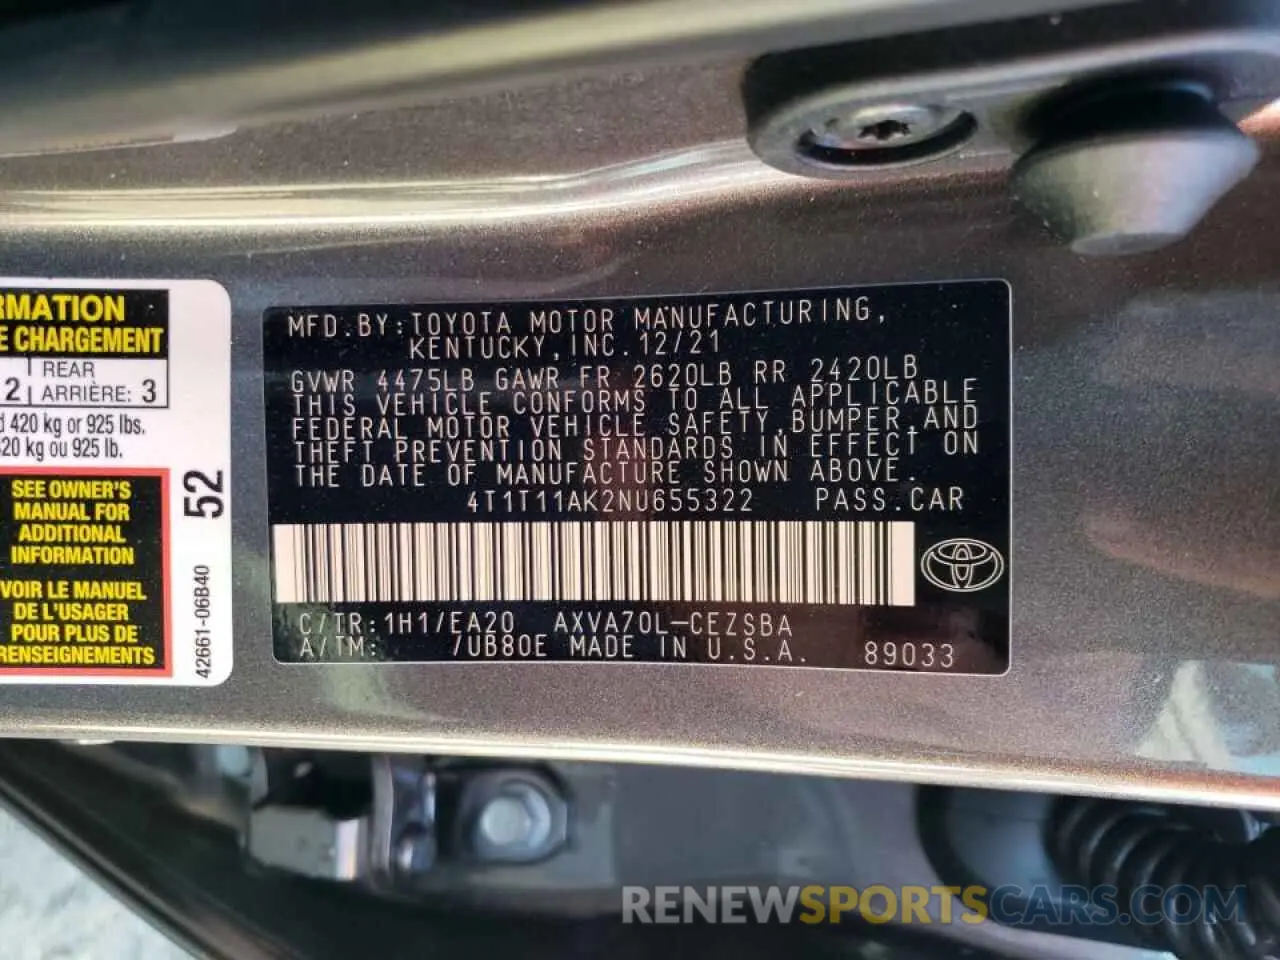 RMATION
E CHARGEMENT
2 REAR
ARRIÈRE: 3
420 kg or 925 lbs.
20 kg ou 925 lb.
SEE OWNER'S
MANUAL FOR
ADDITIONAL
INFORMATION
VOIR LE MANUEL
DE L'USAGER
POUR PLUS DE
RENSEIGNEMENTS
52
42661-06B40
MFD.BY:TOYOTA MOTOR MANUFACTURING,
KENTUCKY,INC.12/21
GVWR 4475LB GAWR FR 2620LB RR 2420LB
THIS VEHICLE CONFORMS TO ALL APPLICABLE
FEDERAL MOTOR VEHICLE SAFETY,BUMPER,AND
THEFT PREVENTION STANDARDS IN EFFECT ON
THE DATE OF MANUFACTURE SHOWN ABOVE.
4T1T11AK2NU655322 PASS.CAR
C/TR:1H1/EA20 AXVA70L-CEZSBA
A/TM: /UB80E MADE IN U.S.A. 89033
RENEWSPORTSCARS.COM